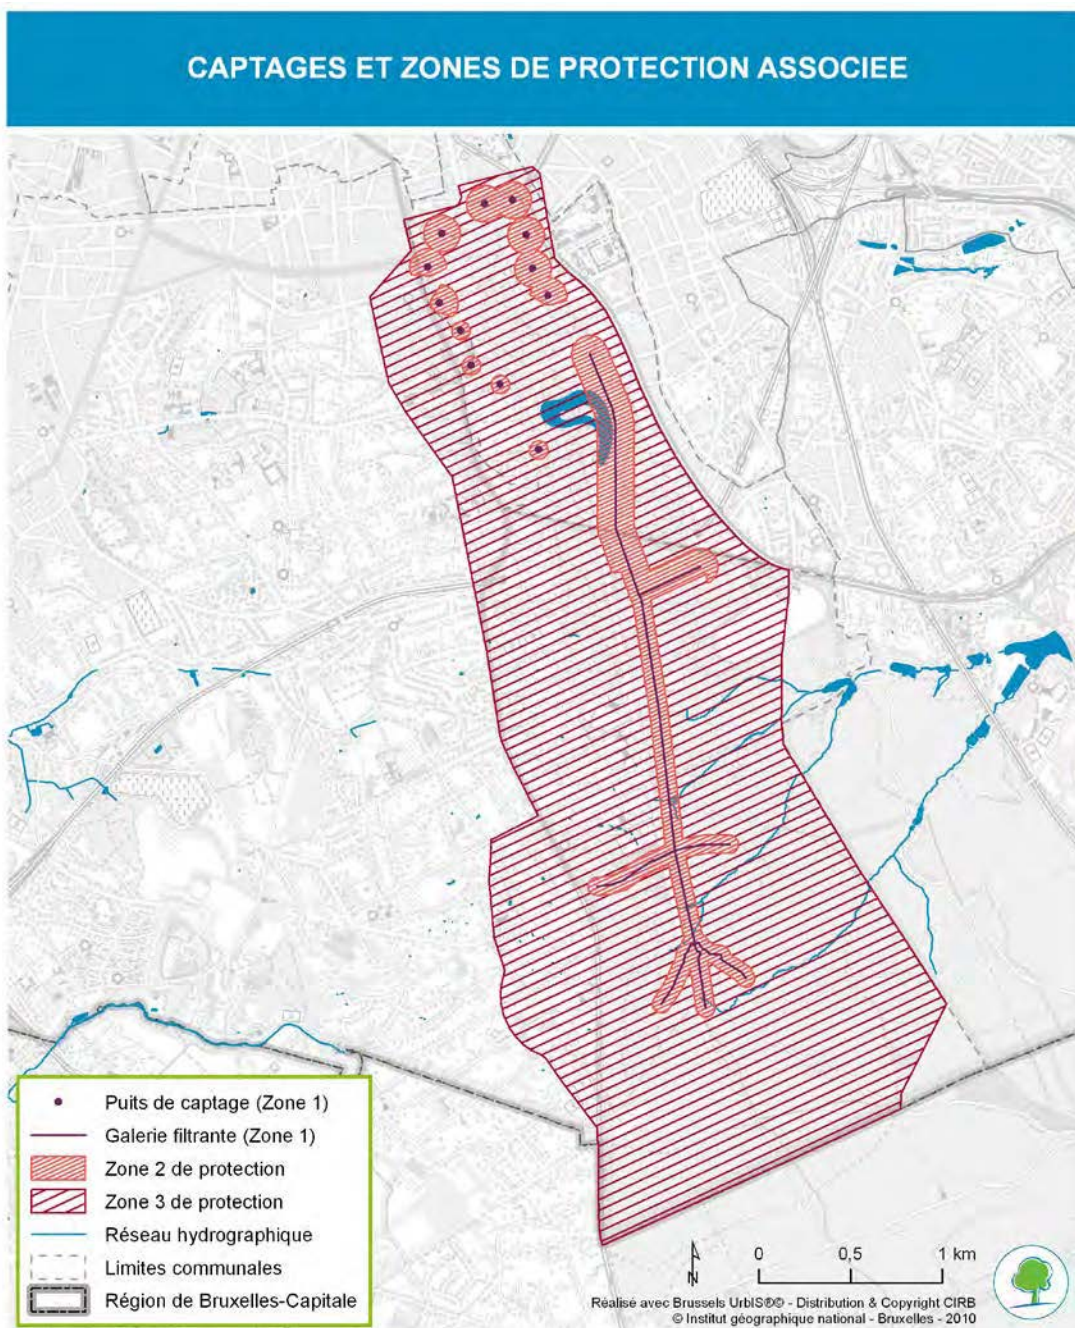 CAPTAGES ET ZONES DE PROTECTION ASSOCIEE
Puits de captage (Zone 1)
Galerie filtrante (Zone 1)
Zone 2 de protection
Zone 3 de protection
Réseau hydrographique
Limites communales
Région de Bruxelles-Capitale
N
0 0,5 1 km
Réalisé avec Brussels UrbIS®© - Distribution & Copyright CIRB
© Institut géographique national - Bruxelles - 2010